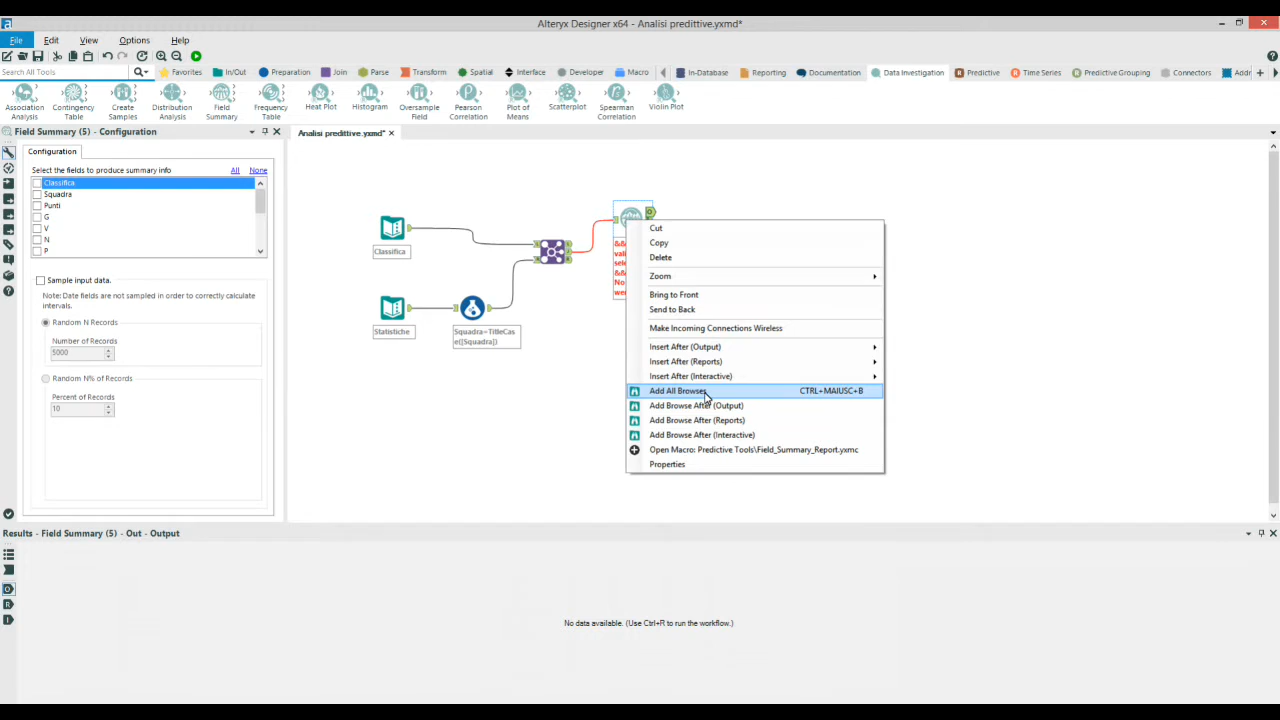 Alteryx Designer x64 - Analisi predittive.yxmd*
File Edit View Options Help
Search All Tools
Favorites In/Out Preparation Join Parse Transform Spatial Interface Developer Macro In-Database Reporting Documentation Data Investigation Predictive Time Series Predictive Grouping Connectors
Association Analysis
Contingency Table
Create Samples
Distribution Analysis
Field Summary
Frequency Table
Heat Plot
Histogram
Oversample Field
Pearson Correlation
Plot of Means
Scatterplot
Spearman Correlation
Violin Plot
Field Summary (5) - Configuration
Analisi predittive.yxmd*
Configuration
Select the fields to produce summary info All None
Classifica
Squadra
Punti
G
V
N
P
Sample input data.
Note: Date fields are not sampled in order to correctly calculate
intervals.
Random N Records
Number of Records
5000
Random N% of Records
Percent of Records
10
Classifica
Statistiche
Squadra=TitleCas
e([Squadra])
Cut
Copy
Delete
Zoom
Bring to Front
Send to Back
Make Incoming Connections Wireless
Insert After (Output)
Insert After (Reports)
Insert After (Interactive)
Add All Browses CTRL+MAIUSC+B
Add Browse After (Output)
Add Browse After (Reports)
Add Browse After (Interactive)
Open Macro: Predictive Tools\Field_Summary_Report.yxmc
Properties
Results - Field Summary (5) - Out - Output
No data available. (Use Ctrl+R to run the workflow.)